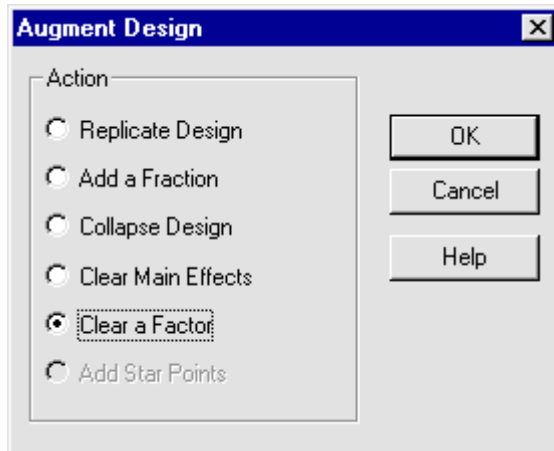 Augment Design
Action
Replicate Design
Add a Fraction
Collapse Design
Clear Main Effects
Clear a Factor
Add Star Points
OK
Cancel
Help